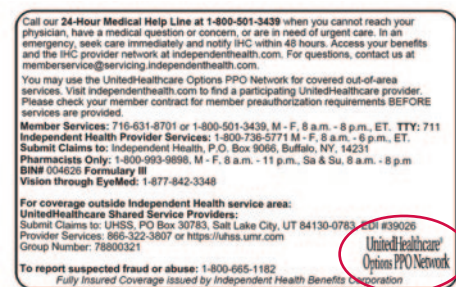 Call our 24-Hour Medical Help Line at 1-800-501-3439 when you cannot reach your
physician, have a medical question or concern, or are in need of urgent care. In an
emergency, seek care immediately and notify IHC within 48 hours. Access your benefits
and the IHC provider network at independenthealth.com. For questions, contact us at
memberservice@servicing.independenthealth.com.
You may use the UnitedHealthcare Options PPO Network for covered out-of-area
services. Visit independenthealth.com to find a participating UnitedHealthcare provider.
Please check your member contract for member preauthorization requirements BEFORE
services are provided.
Member Services: 716-631-8701 or 1-800-501-3439, M - F, 8 a.m. - 8 p.m., ET. TTY: 711
Independent Health Provider Services: 1-800-736-5771 M - F, 8 a.m. - 6 p.m., ET.
Submit Claims to: Independent Health, P.O. Box 9066, Buffalo, NY, 14231
Pharmacists Only: 1-800-993-9898, M - F, 8 a.m. - 11 p.m., Sa & Su, 8 a.m. - 8 p.m
BIN# 004626 Formulary III
Vision through EyeMed: 1-877-842-3348
For coverage outside Independent Health service area:
UnitedHealthcare Shared Service Providers:
Submit Claims to: UHSS, PO Box 30783, Salt Lake City, UT 84130-0783, EDI #39026
Provider Services: 866-322-3807 or https://uhss.umr.com
Group Number: 78800321
UnitedHealthcare®
Options PPO Network
To report suspected fraud or abuse: 1-800-665-1182
Fully Insured Coverage issued by Independent Health Benefits Corporation